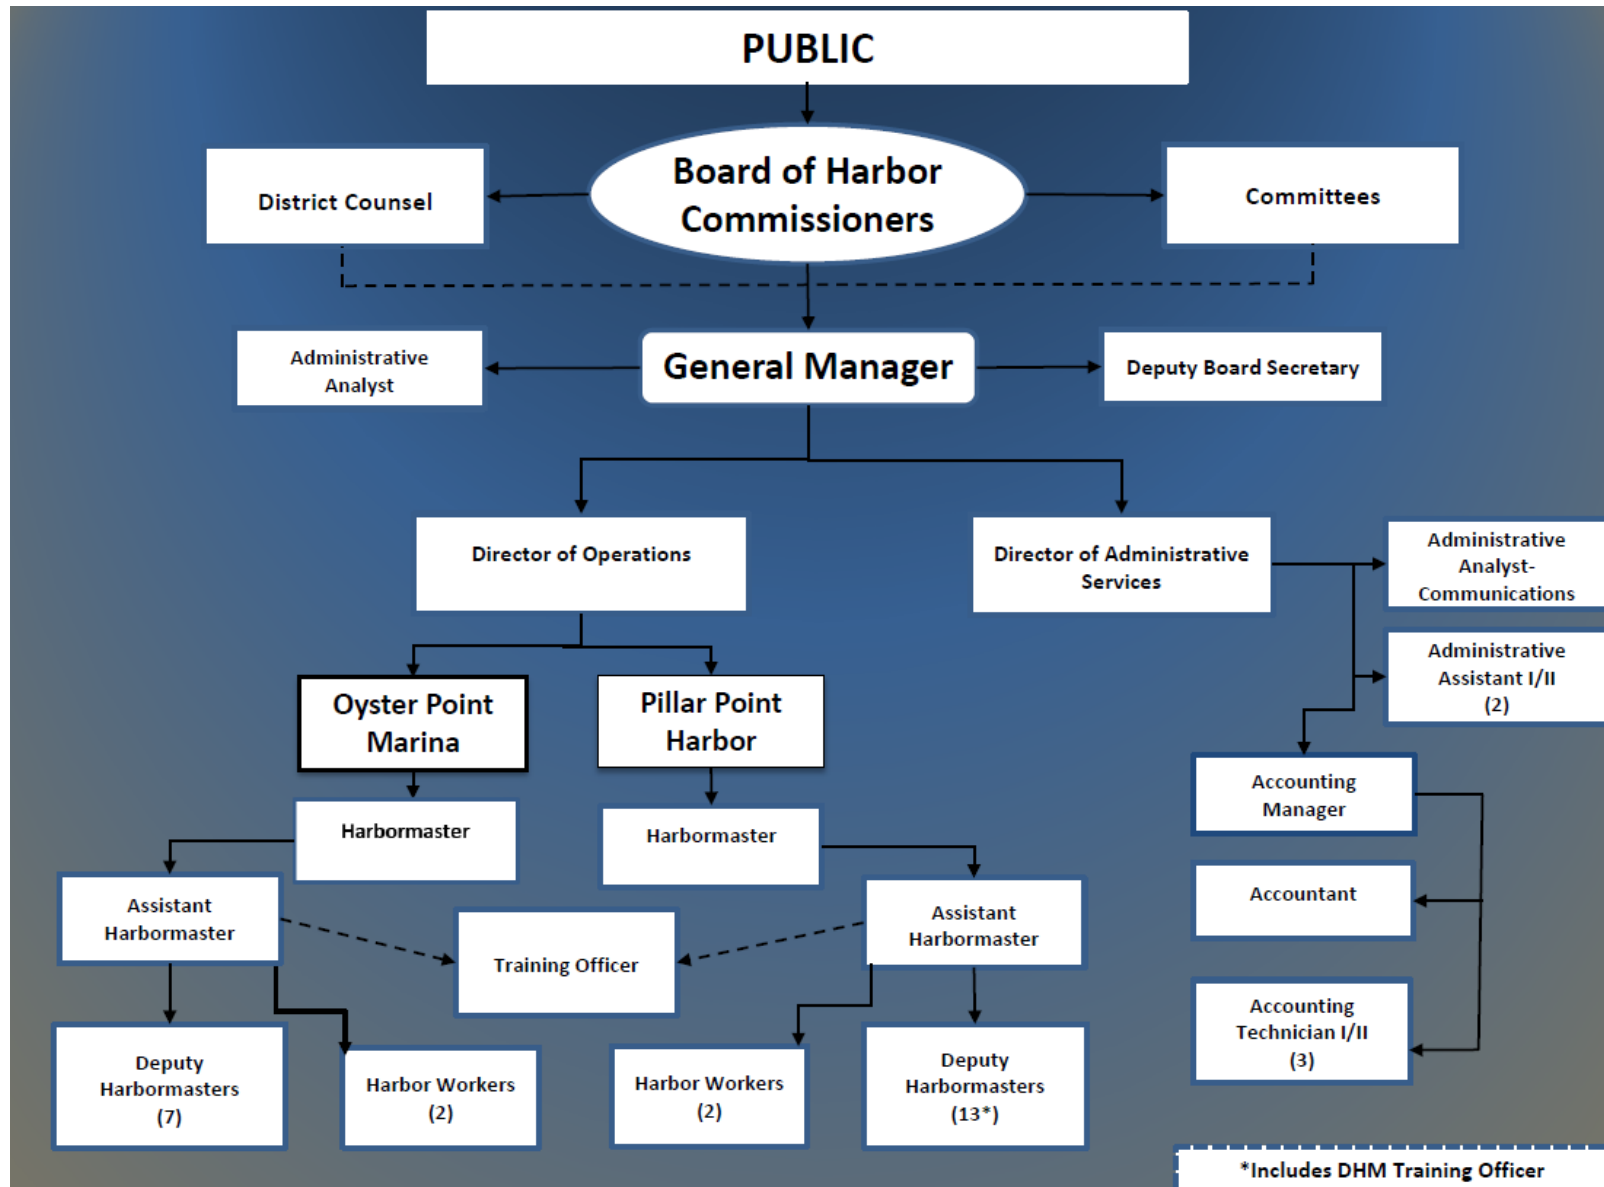 PUBLIC
Board of Harbor
Commissioners
District Counsel
Committees
Administrative
Analyst
General Manager
Deputy Board Secretary
Director of Operations
Director of Administrative
Services
Administrative
Analyst-
Communications
Administrative
Assistant I/II
(2)
Oyster Point
Marina
Pillar Point
Harbor
Accounting
Manager
Harbormaster
Harbormaster
Accountant
Assistant
Harbormaster
Training Officer
Assistant
Harbormaster
Accounting
Technician I/II
(3)
Deputy
Harbormasters
(7)
Harbor Workers
(2)
Harbor Workers
(2)
Deputy
Harbormasters
(13*)
*Includes DHM Training Officer